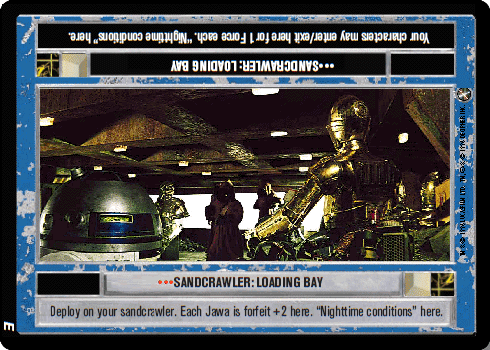 Your characters may enter/exit here for 1 Force each. "Nighttime conditions" here.
•••SANDCRAWLER: LOADING BAY
•••SANDCRAWLER: LOADING BAY
Deploy on your sandcrawler. Each Jawa is forfeit +2 here. "Nighttime conditions" here.
E